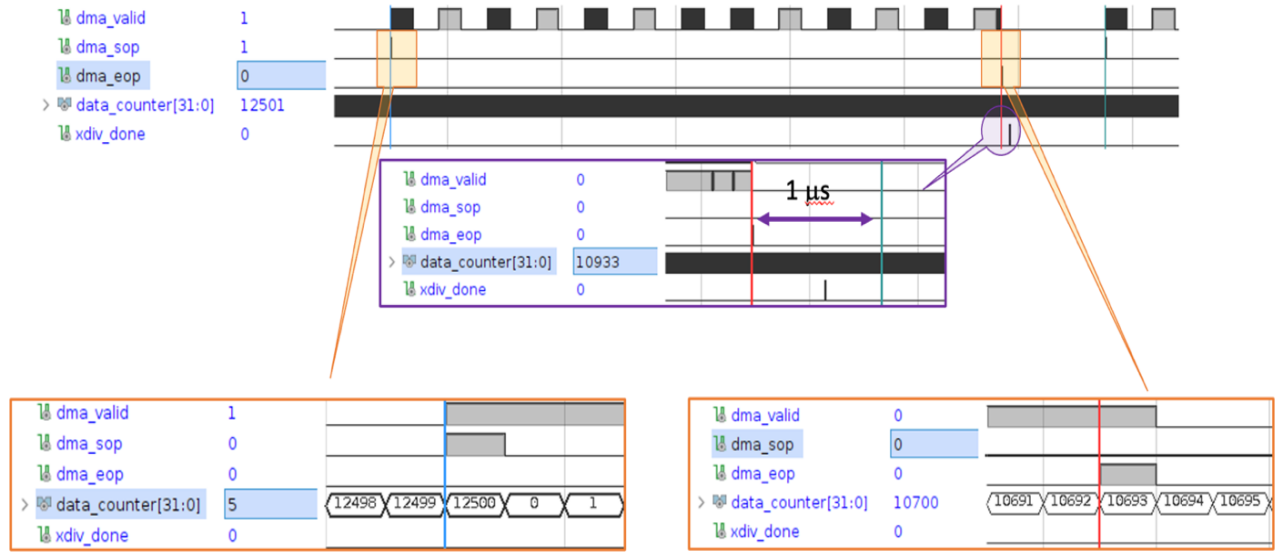 dma_valid 1
dma_sop 1
dma_eop 0
data_counter[31:0] 12501
xdiv_done 0
dma_valid 0
dma_sop 0
dma_eop 0
data_counter[31:0] 10933
xdiv_done 0
1 µs
dma_valid 1
dma_sop 0
dma_eop 0
data_counter[31:0] 5 12498 12499 12500 0 1
xdiv_done 0
dma_valid 0
dma_sop 0
dma_eop 0
data_counter[31:0] 10700 10691 10692 10693 10694 10695
xdiv_done 0